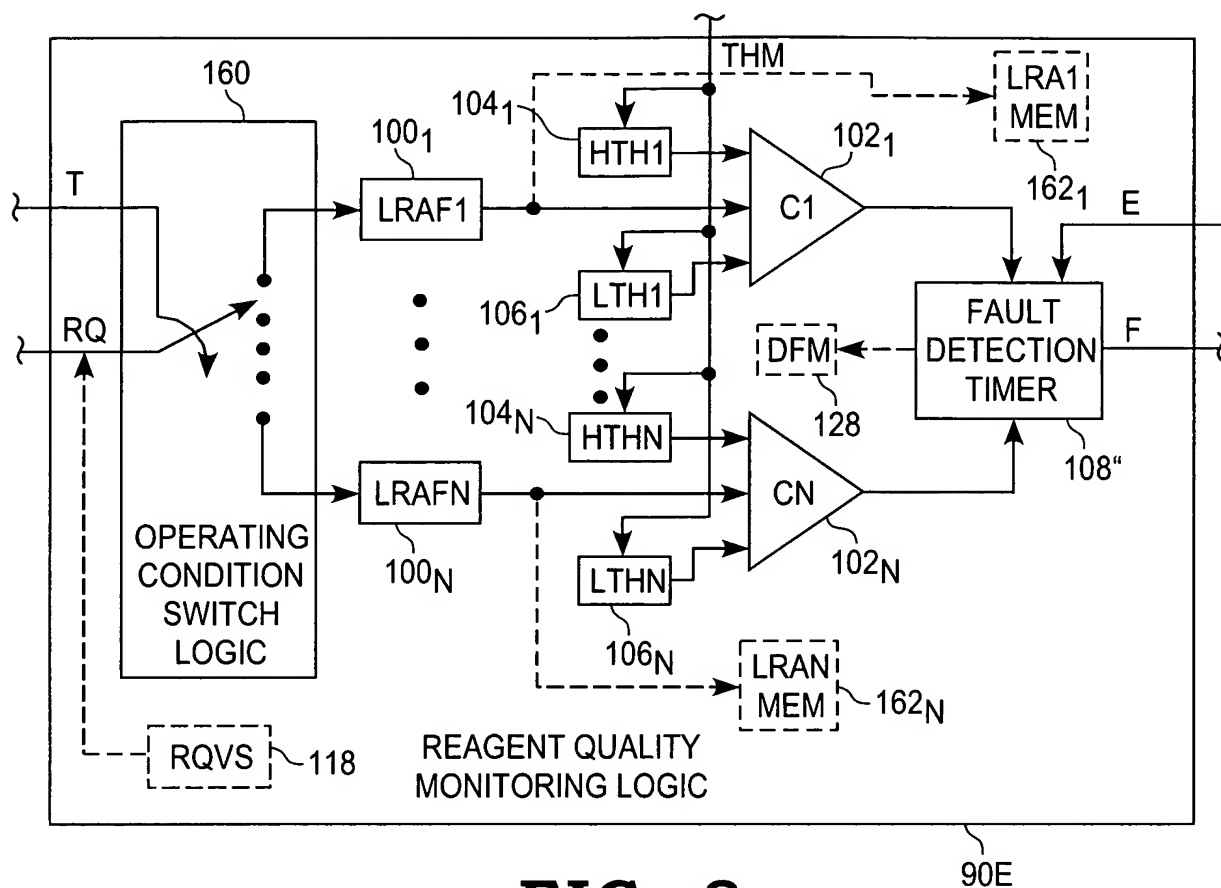 THM
160
LRA1
MEM
104₁
100₁
HTH1
102₁
162₁
T
LRAF1
C1
E
LTH1
106₁
RQ
FAULT
DETECTION
TIMER
F
DFM
128
104N
HTHN
108"
LRAFN
CN
100N
OPERATING
CONDITION
SWITCH
LOGIC
LTHN
102N
106N
LRAN
MEM
162N
RQVS
118
REAGENT QUALITY
MONITORING LOGIC
90E